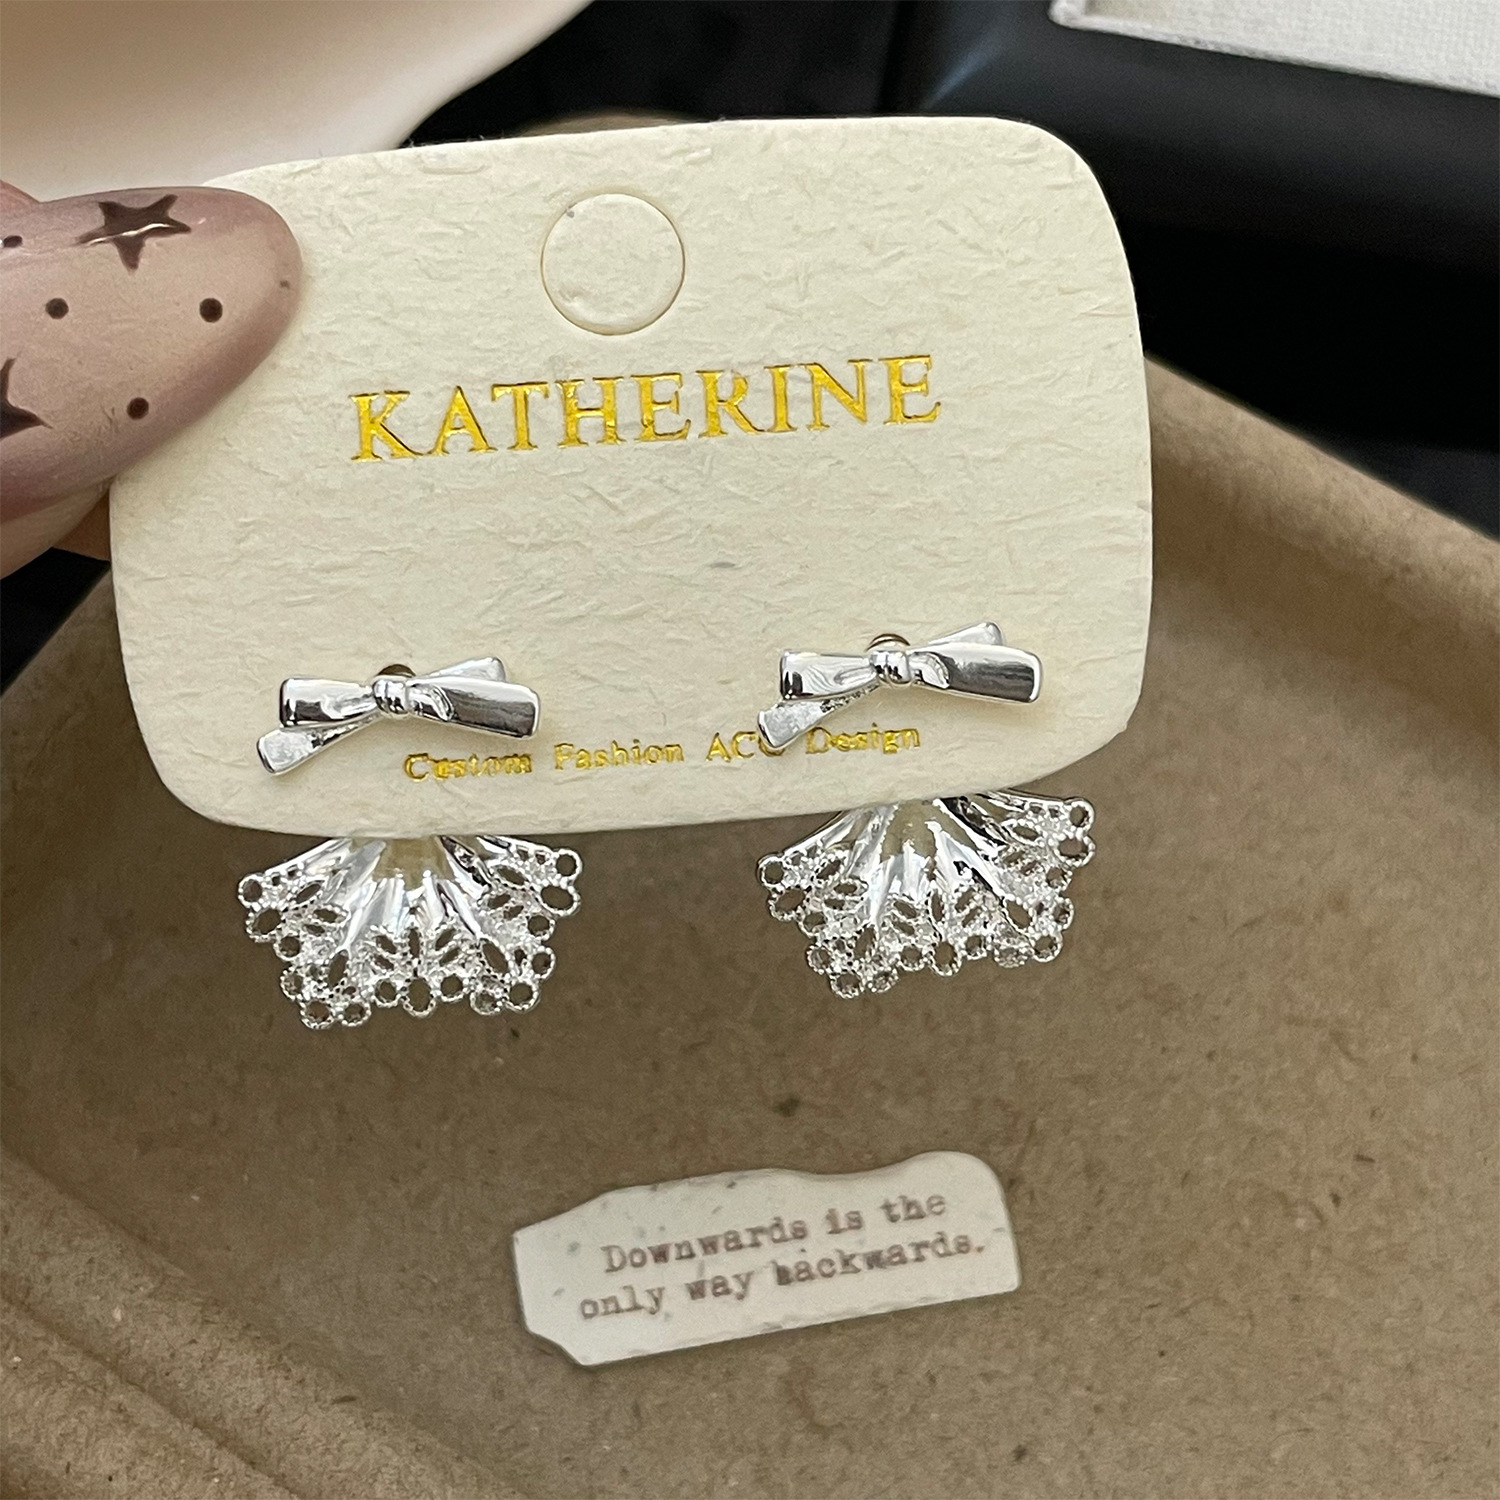 KATHERINE
Custom Fashion ACC Design
Downwards is the
only way backwards.